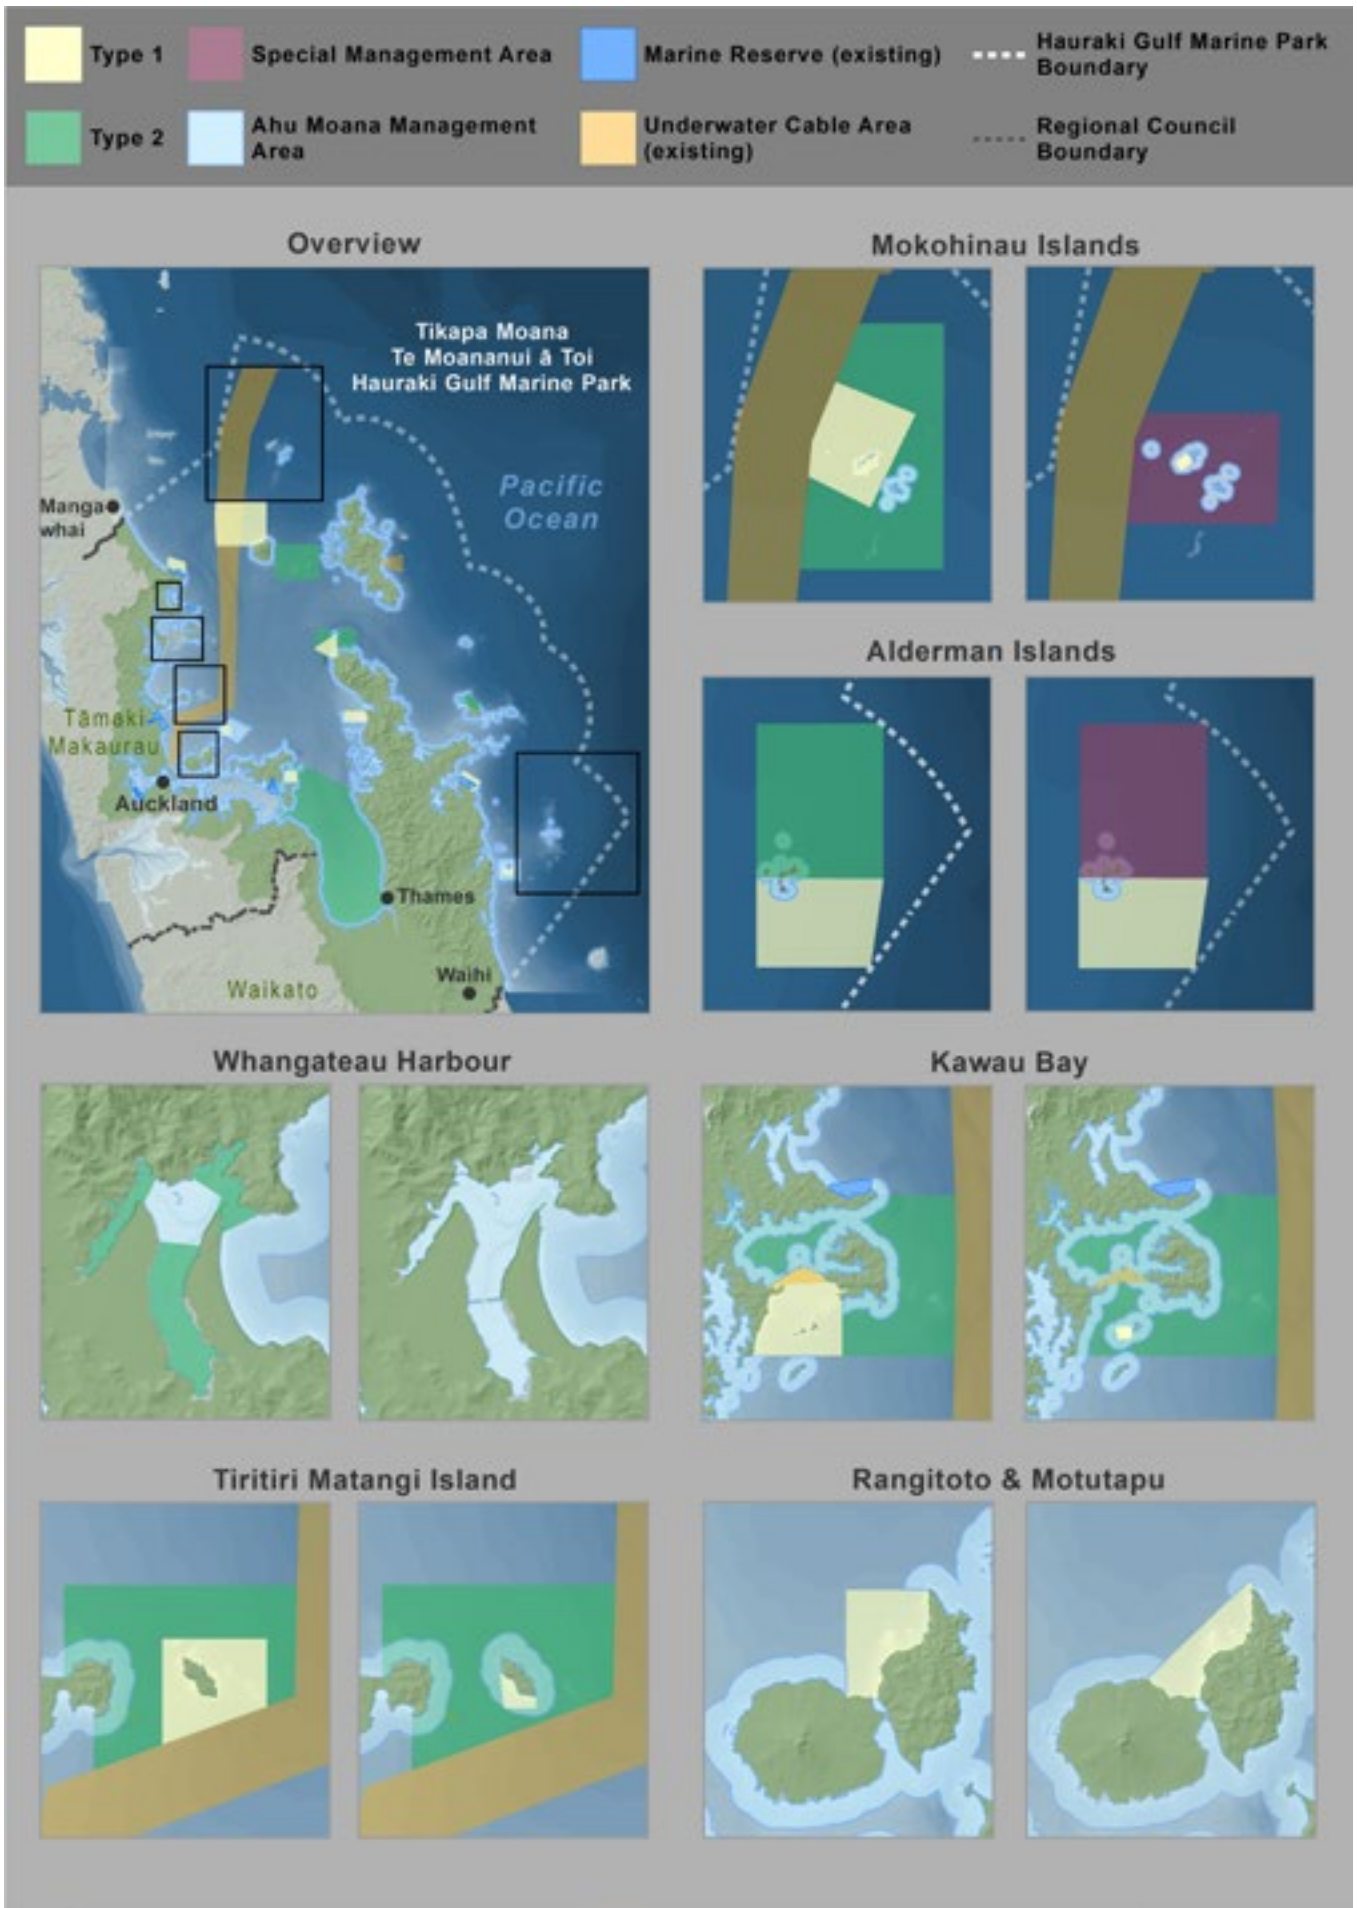 Type 1
Special Management Area
Marine Reserve (existing)
Hauraki Gulf Marine Park
Boundary
Type 2
Ahu Moana Management
Area
Underwater Cable Area
(existing)
Regional Council
Boundary
Overview
Tīkapa Moana
Te Moananui ā Toi
Hauraki Gulf Marine Park
Pacific
Ocean
Manga
whai
Tāmaki
Makaurau
Auckland
Thames
Waikato
Waihi
Mokohinau Islands
Alderman Islands
Whangateau Harbour
Kawau Bay
Tiritiri Matangi Island
Rangitoto & Motutapu